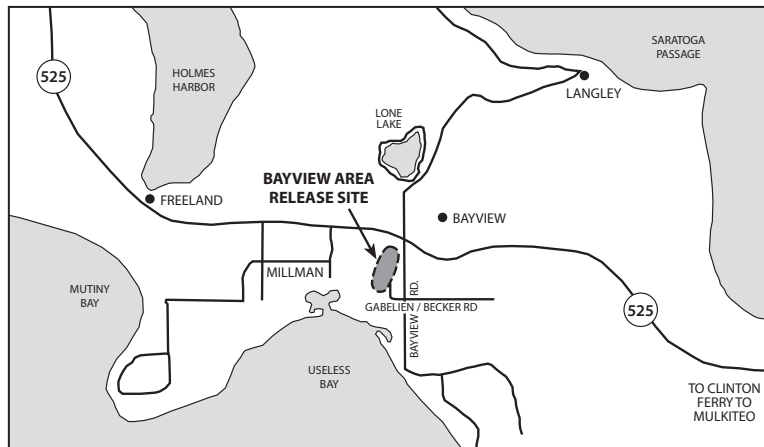 SARATOGA
PASSAGE
525
HOLMES
HARBOR
LANGLEY
LONE
LAKE
BAYVIEW AREA
RELEASE SITE
FREELAND
BAYVIEW
MILLMAN
MUTINY
BAY
BAYVIEW RD.
GABELIEN / BECKER RD
525
USELESS
BAY
TO CLINTON
FERRY TO
MULKITEO